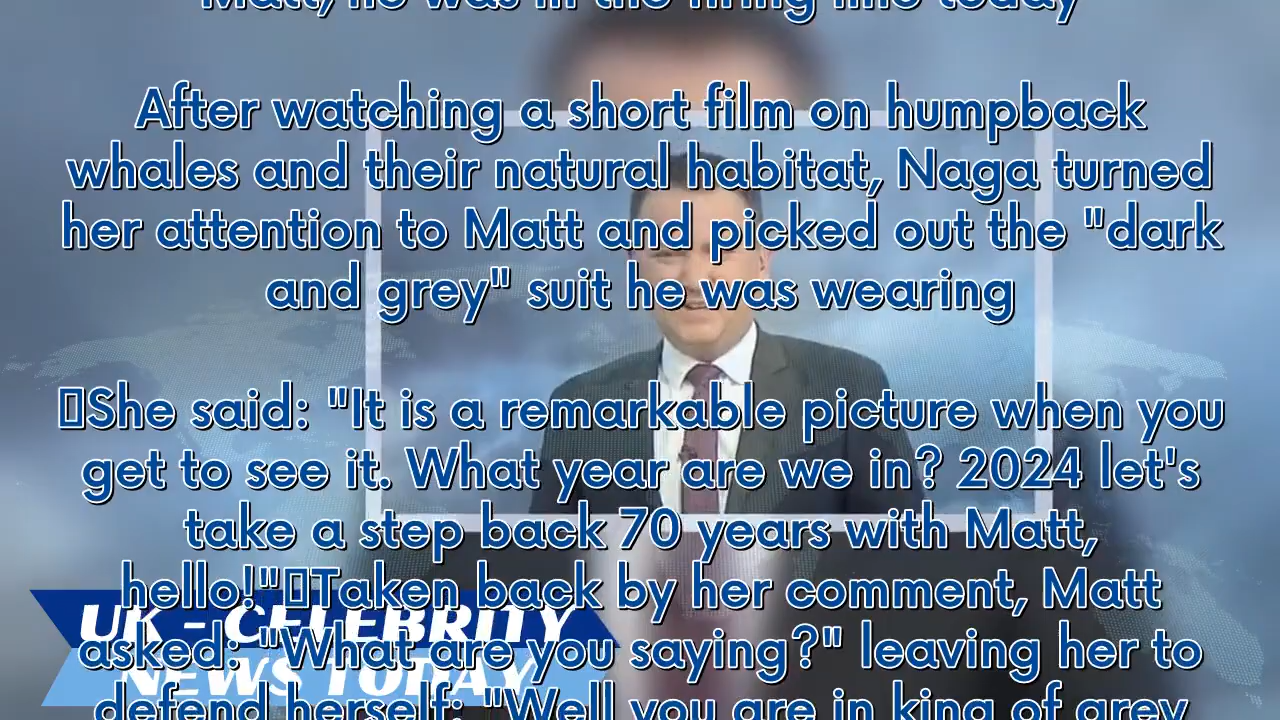 Matt, he was in the firing line today
After watching a short film on humpback
whales and their natural habitat, Naga turned
her attention to Matt and picked out the "dark
and grey" suit he was wearing
She said: "It is a remarkable picture when you
get to see it. What year are we in? 2024 let's
take a step back 70 years with Matt,
hello!"Taken back by her comment, Matt
asked: "What are you saying?" leaving her to
defend herself: "Well you are in king of grey
UK - CELEBRITY
NEWS TODAY